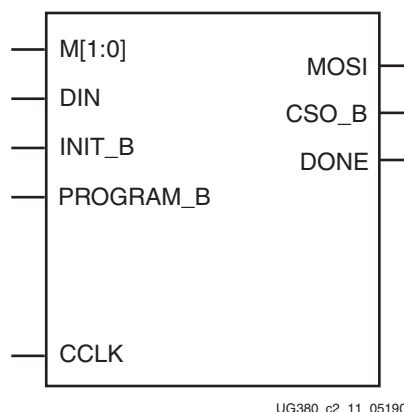 M[1:0]
DIN
INIT_B
PROGRAM_B
CCLK
MOSI
CSO_B
DONE
UG380_c2_11_05190